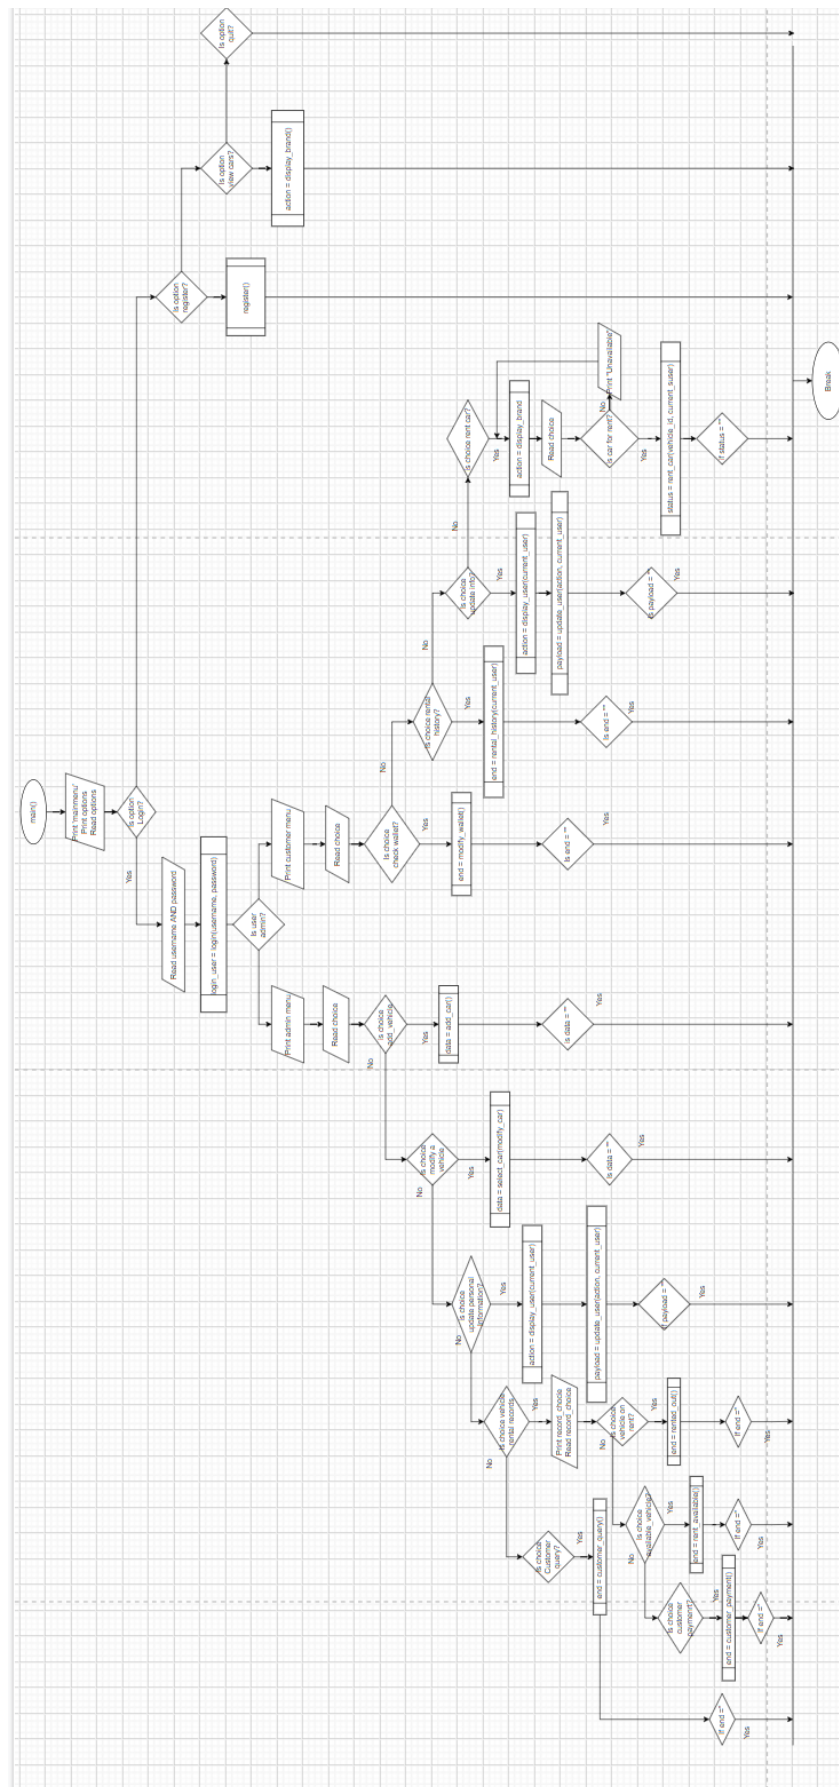 main()
Print 'mainmenu'
Print options
Read options
Is option
Login?
Yes
Read username AND password
login_user = login(username, password)
Is user
admin?
Print admin menu
Read choice
Is choice
add_vehicle
Yes
No
data = add_car()
is data = ""
Yes
Is choice
modify a
vehicle
Yes
No
data = select_car(modify_car)
Is data = ""
Yes
Is choice
update personal
Information?
Yes
No
action = display_user(current_user)
payload = update_user(action, current_user)
If payload = "
Yes
Is choice vehicle
rental records
Yes
No
Print record_chocie
Read record_choice
Is choice
vehicle on
rent?
Yes
No
end = rented_out()
If end ="
Yes
Is choice
available_vehicle?
Yes
No
end = rent_available()
If end ="
Yes
Is choice
customer
payment?
Yes
end = customer_payment()
If end ="
Yes
Is choice
Customer
query?
Yes
end = customer_query()
If end ="
Yes
Print customer menu
Read choice
Is choice
check wallet?
Yes
No
end = modify_wallet()
Is end = ""
Yes
Is choice rental
history?
Yes
No
end = rental_history(current_user)
Is end = ""
Yes
Is choice
update info?
Yes
No
action = display_user(current_user)
payload = update_user(action, current_user)
Is payload = "
Yes
Is choice rent car?
Yes
action = display_brand
Read choice
is car for rent?
No
Print "Unavailable"
Yes
status = rent_car(vehicle_id, current_suser)
If status = ""
Is option
register?
register()
Is option
view cars?
action = display_brand()
Is option
quit?
Break